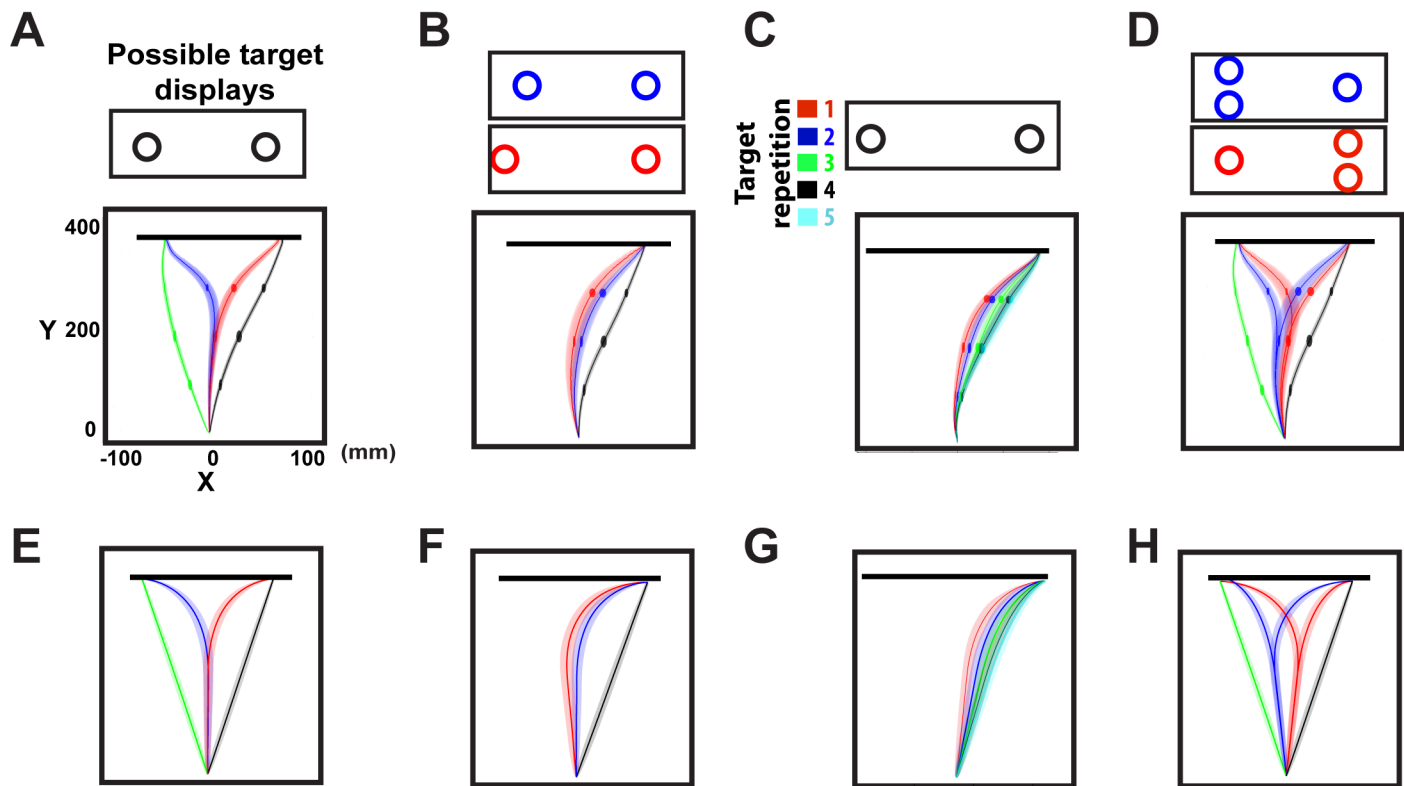 A
B
C
D
Possible target
displays
Target
repetition
1
2
3
4
5
400
Y 200
0
-100 0 100 (mm)
X
E
F
G
H